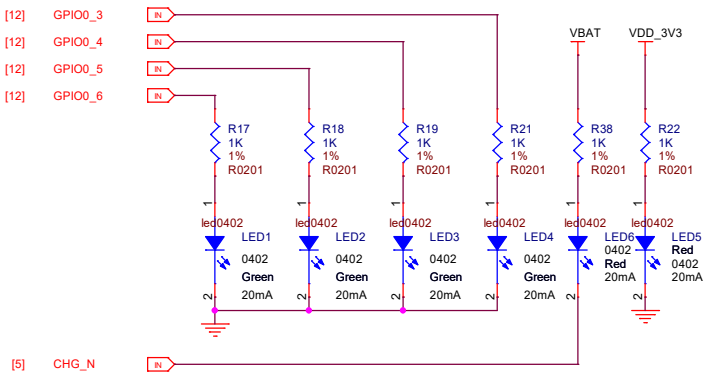 [12] GPIO0_3 IN
[12] GPIO0_4 IN
VBAT VDD_3V3
[12] GPIO0_5 IN
[12] GPIO0_6 IN
R17 R18 R19 R21 R38 R22
1K 1K 1K 1K 1K 1K
1% 1% 1% 1% 1% 1%
R0201 R0201 R0201 R0201 R0201 R0201
1 1 1 1 1 1
led0402 led0402 led0402 led0402 led0402 led0402
LED1 LED2 LED3 LED4 LED6 LED5
0402 Red
0402 0402 0402 0402 Red 0402
Green Green Green Green 20mA 20mA
2 20mA 2 20mA 2 20mA 2 20mA 2 2
[5] CHG_N IN